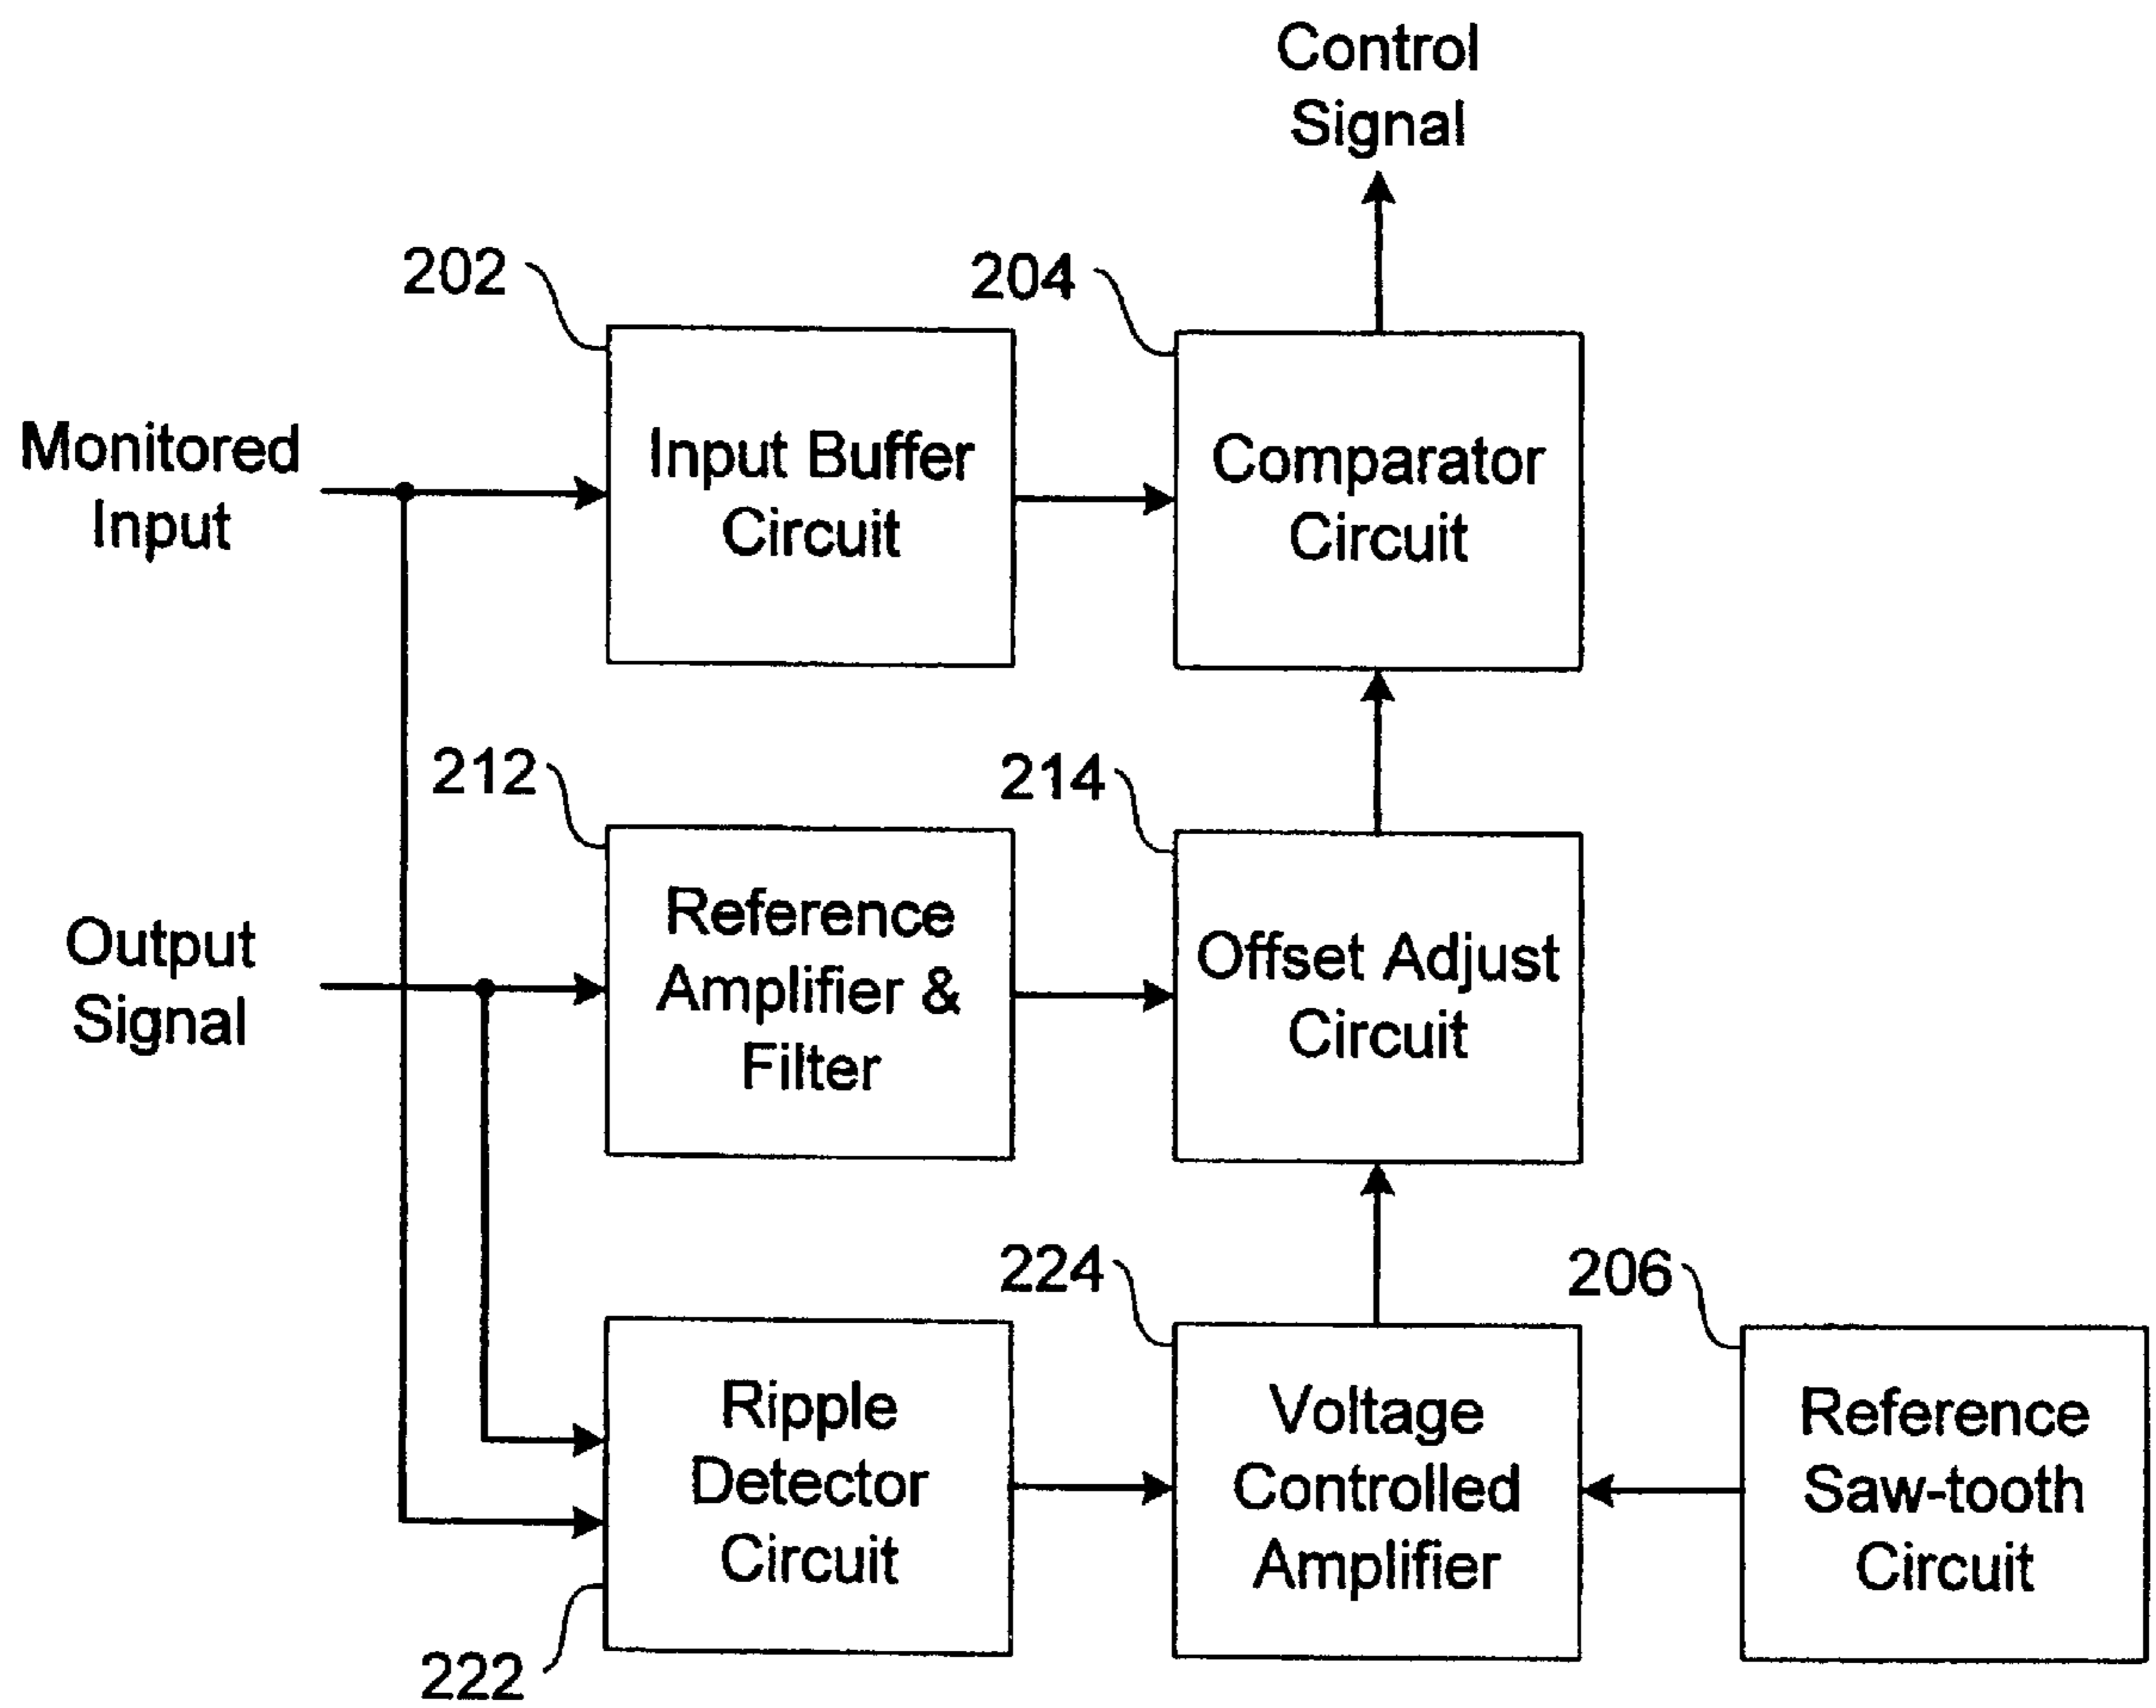 Control
Signal
202
204
Monitored
Input
Input Buffer
Circuit
Comparator
Circuit
212
214
Output
Signal
Reference
Amplifier &
Filter
Offset Adjust
Circuit
224
206
Ripple
Detector
Circuit
Voltage
Controlled
Amplifier
Reference
Saw-tooth
Circuit
222